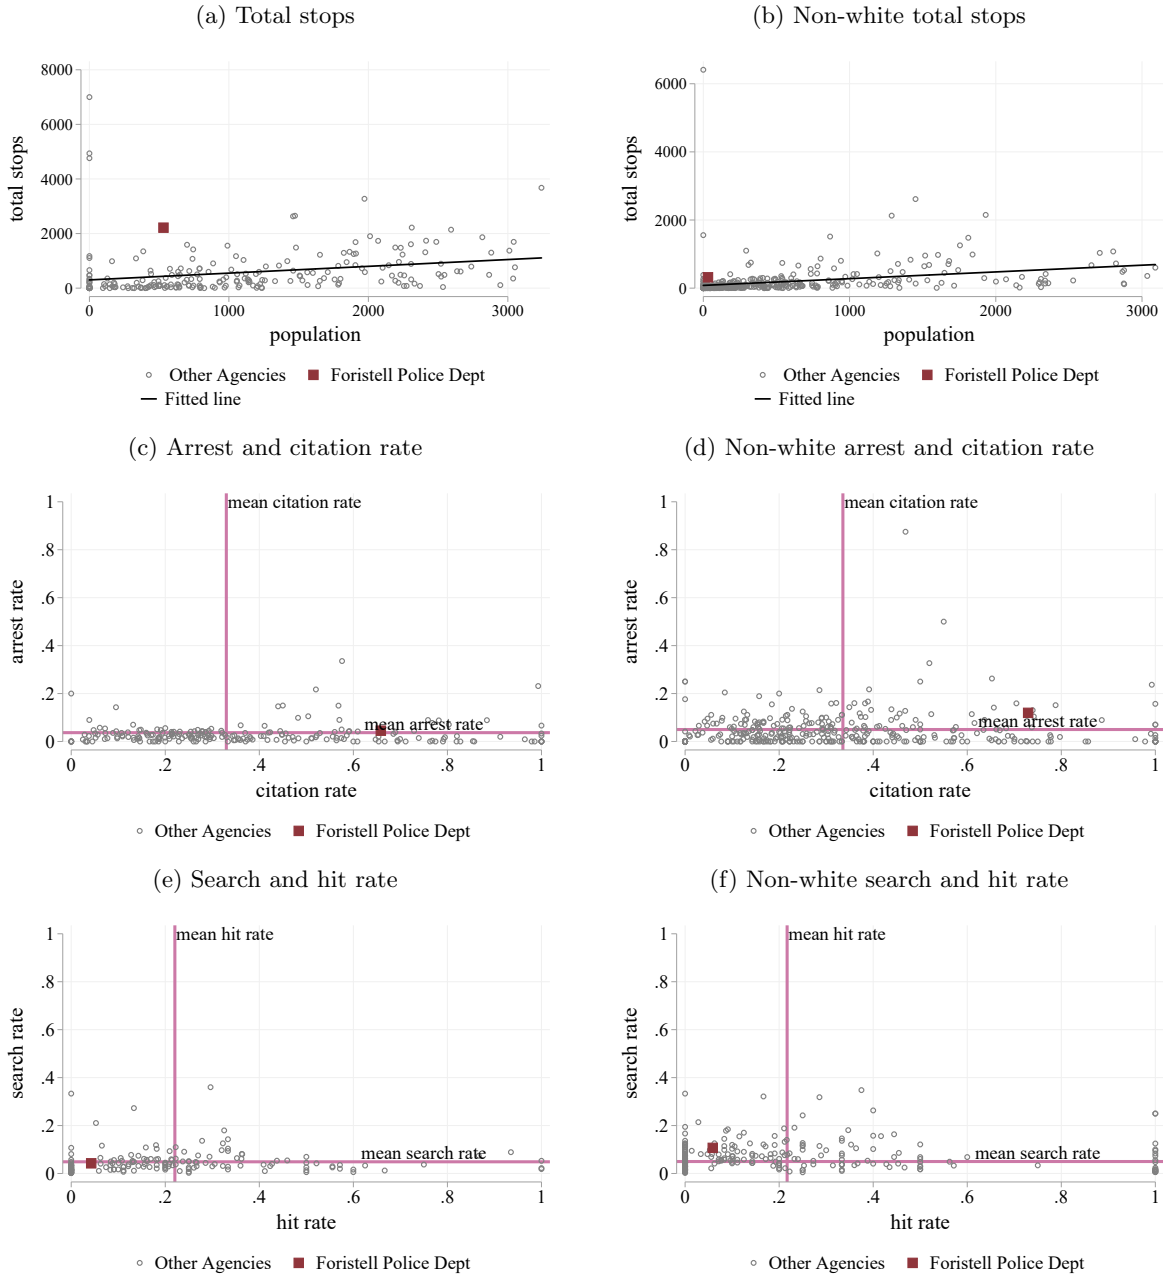 (a) Total stops
(b) Non-white total stops
8000
6000
4000
2000
0
total stops
0
1000
2000
3000
population
6000
4000
2000
0
total stops
0
1000
2000
3000
population
Other Agencies
Foristell Police Dept
Fitted line
Other Agencies
Foristell Police Dept
Fitted line
(c) Arrest and citation rate
(d) Non-white arrest and citation rate
1
.8
.6
.4
.2
0
arrest rate
mean citation rate
mean arrest rate
0
.2
.4
.6
.8
1
citation rate
1
.8
.6
.4
.2
0
arrest rate
mean citation rate
mean arrest rate
0
.2
.4
.6
.8
1
citation rate
Other Agencies
Foristell Police Dept
Other Agencies
Foristell Police Dept
(e) Search and hit rate
(f) Non-white search and hit rate
1
.8
.6
.4
.2
0
search rate
mean hit rate
mean search rate
0
.2
.4
.6
.8
1
hit rate
1
.8
.6
.4
.2
0
search rate
mean hit rate
mean search rate
0
.2
.4
.6
.8
1
hit rate
Other Agencies
Foristell Police Dept
Other Agencies
Foristell Police Dept